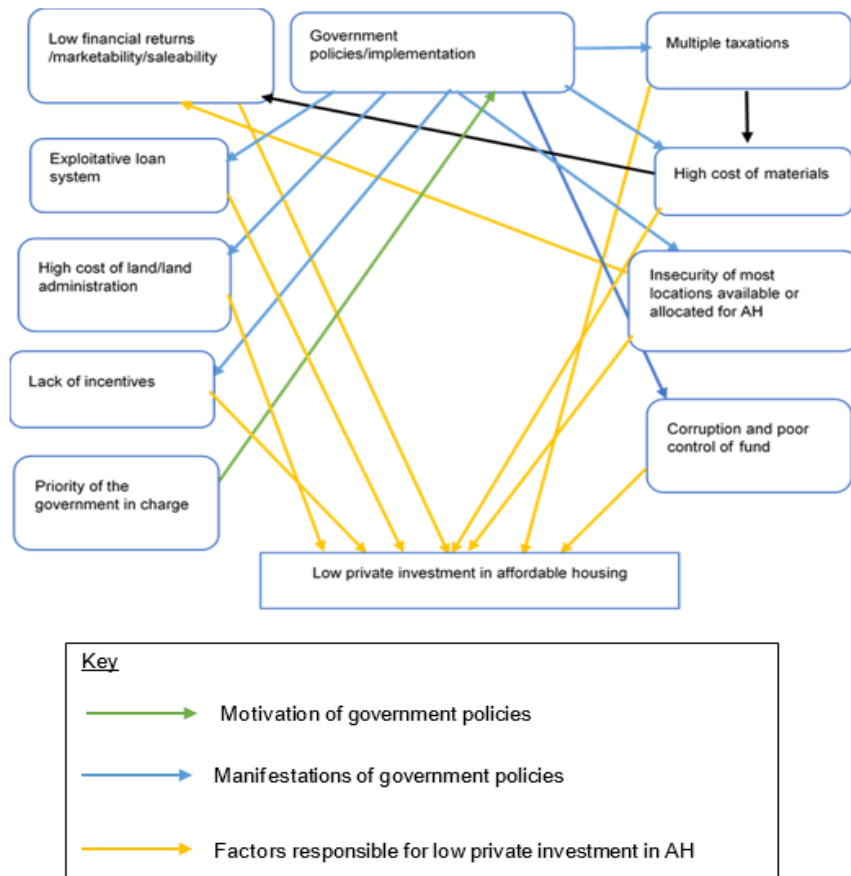 Low financial returns
/marketability/saleability
Government
policies/implementation
Multiple taxations
Exploitative loan
system
High cost of materials
High cost of land/land
administration
Insecurity of most
locations available or
allocated for AH
Lack of incentives
Corruption and poor
control of fund
Priority of the
government in charge
Low private investment in affordable housing
Key
Motivation of government policies
Manifestations of government policies
Factors responsible for low private investment in AH